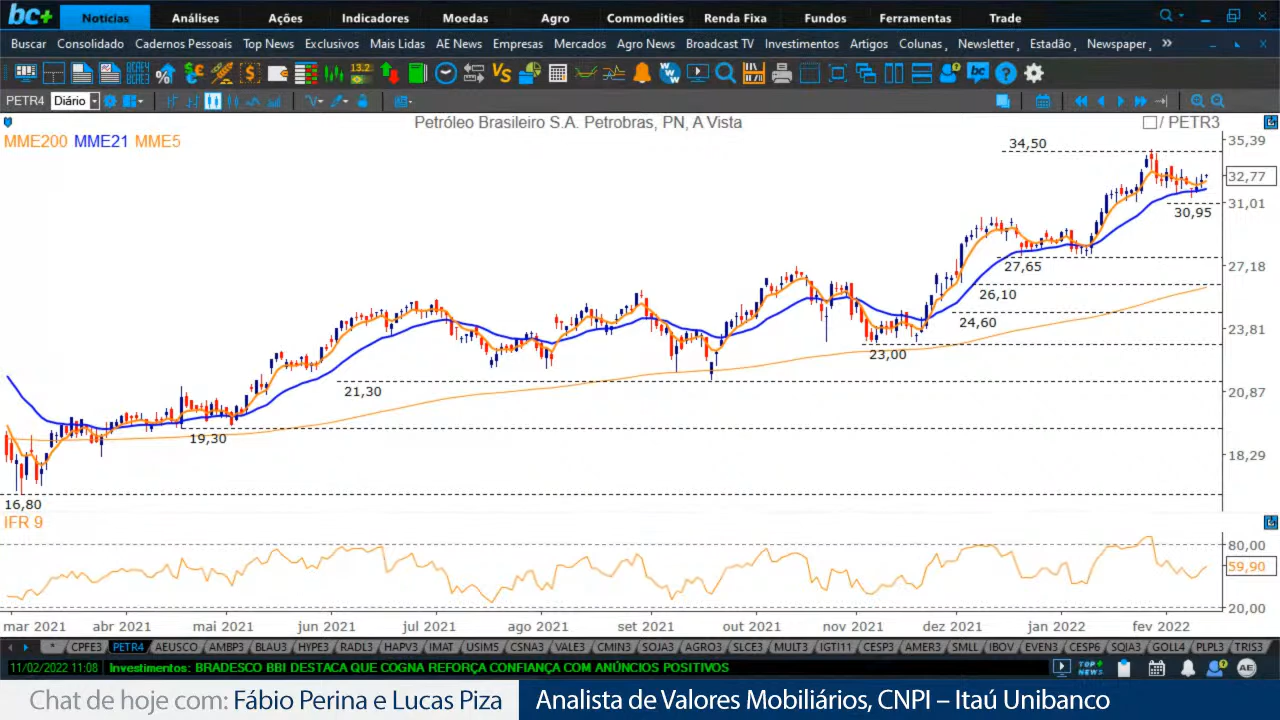 bc+ Notícias Análises Ações Indicadores Moedas Agro Commodities Renda Fixa Fundos Ferramentas Trade
Buscar Consolidado Cadernos Pessoais Top News Exclusivos Mais Lidas AE News Empresas Mercados Agro News Broadcast TV Investimentos Artigos Colunas Newsletter Estadão Newspaper »
PETR4 Diário
Petróleo Brasileiro S.A. Petrobras, PN, A Vista
/ PETR3
MME200 MME21 MME5
35,39
34,50
32,77
31,01
30,95
27,65
27,18
26,10
24,60
23,81
23,00
21,30
20,87
19,30
18,29
16,80
IFR 9
80,00
59,90
20,00
mar 2021 abr 2021 mai 2021 jun 2021 jul 2021 ago 2021 set 2021 out 2021 nov 2021 dez 2021 jan 2022 fev 2022
* CPFE3 PETR4 AEUSCO AMBP3 BLAU3 HYPE3 RADL3 HAPV3 IMAT USIM5 CSNA3 VALE3 CMIN3 SOJA3 AGRO3 SLCE3 MULT3 IGTI11 CESP3 AMER3 SMLL IBOV EVEN3 CESP6 SQIA3 GOLL4 PLPL3 TRIS3
11/02/2022 11:08 Investimentos: BRADESCO BBI DESTACA QUE COGNA REFORÇA CONFIANÇA COM ANÚNCIOS POSITIVOS TOP NEWS AE
Chat de hoje com: Fábio Perina e Lucas Piza Analista de Valores Mobiliários, CNPI – Itaú Unibanco